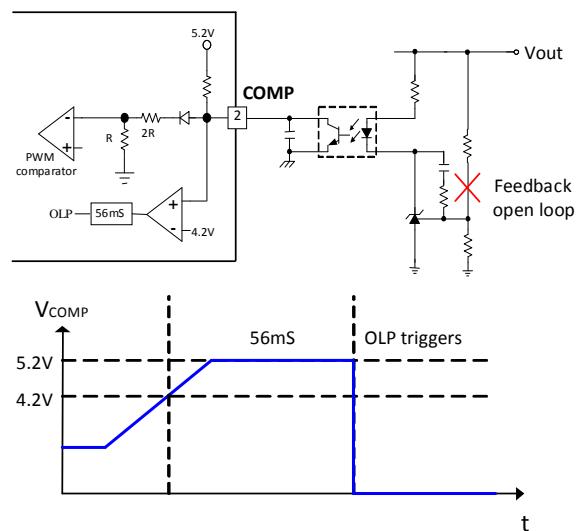 5.2V
Vout
COMP
2
R
2R
-
+
PWM
comparator
Feedback
open loop
OLP
56mS
+
-
4.2V
VCOMP
56mS
OLP triggers
5.2V
4.2V
t